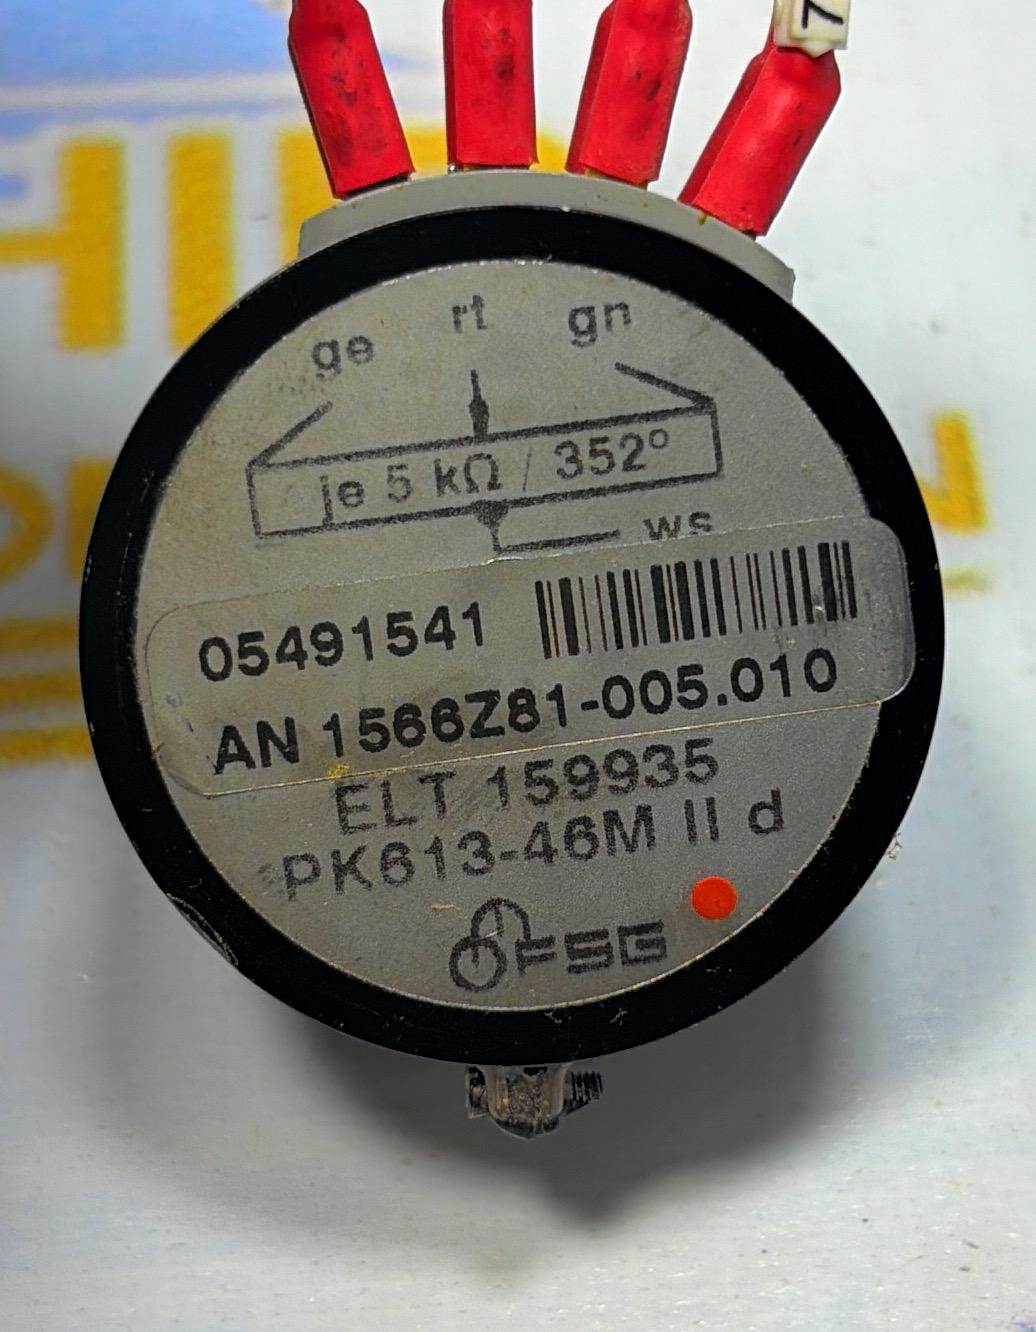 7
ge rt gn
je 5 kΩ / 352°
ws
05491541
AN 1566Z81-005.010
ELT 159935
PK613-46M II d
FSG